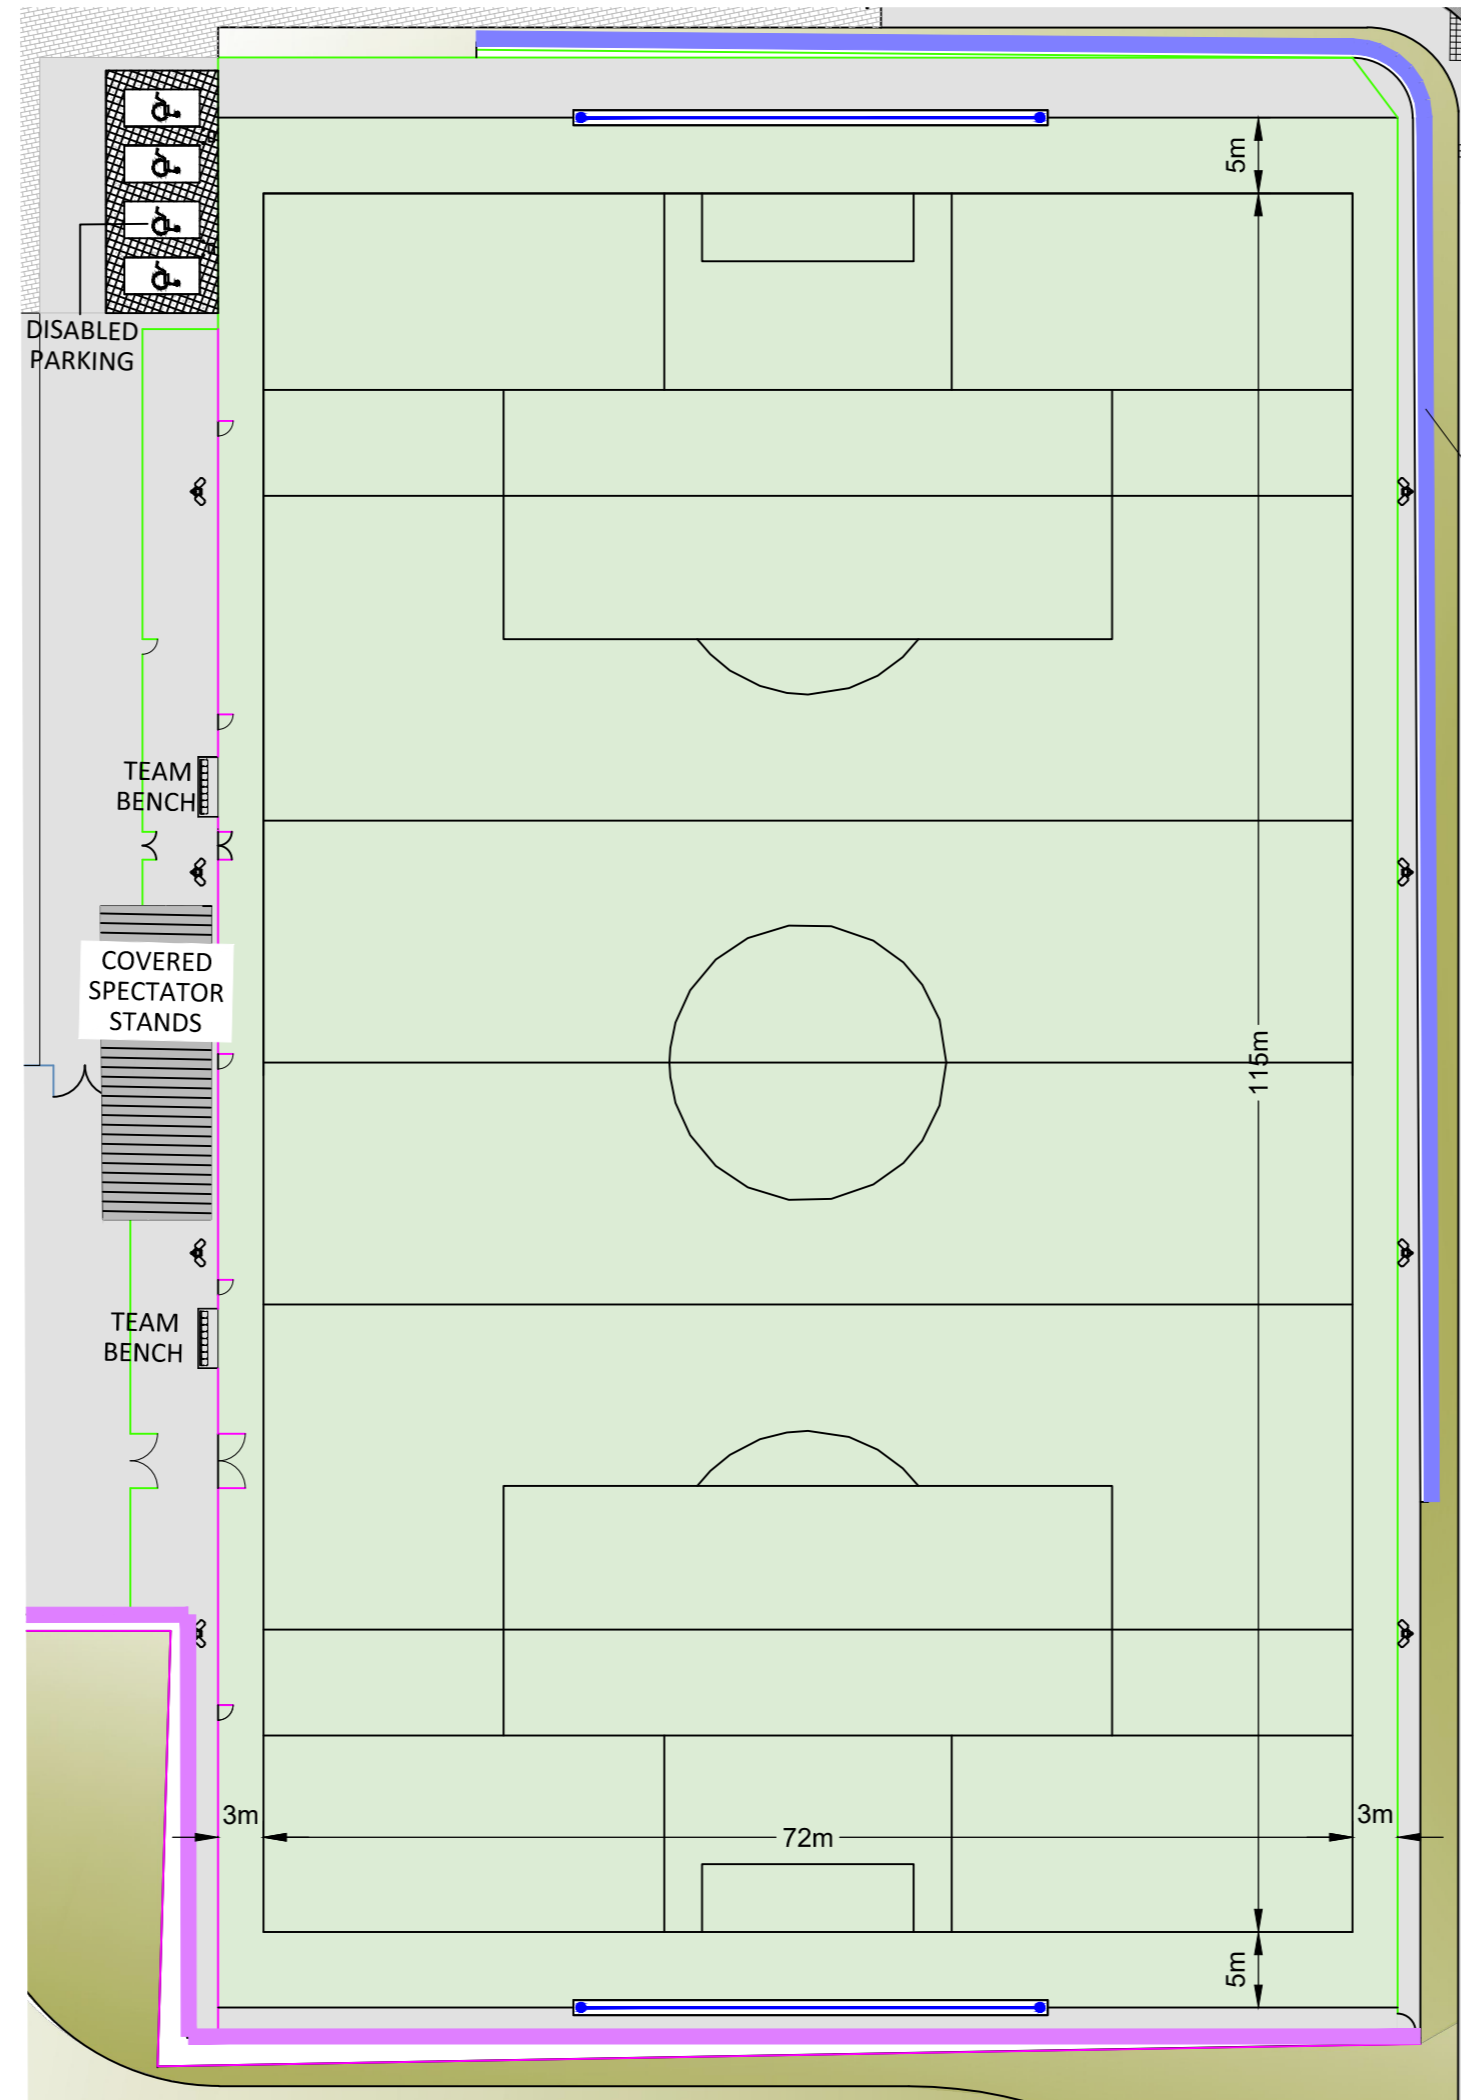 5m
DISABLED
PARKING
TEAM
BENCH
COVERED
SPECTATOR
STANDS
115m
TEAM
BENCH
3m
72m
3m
5m